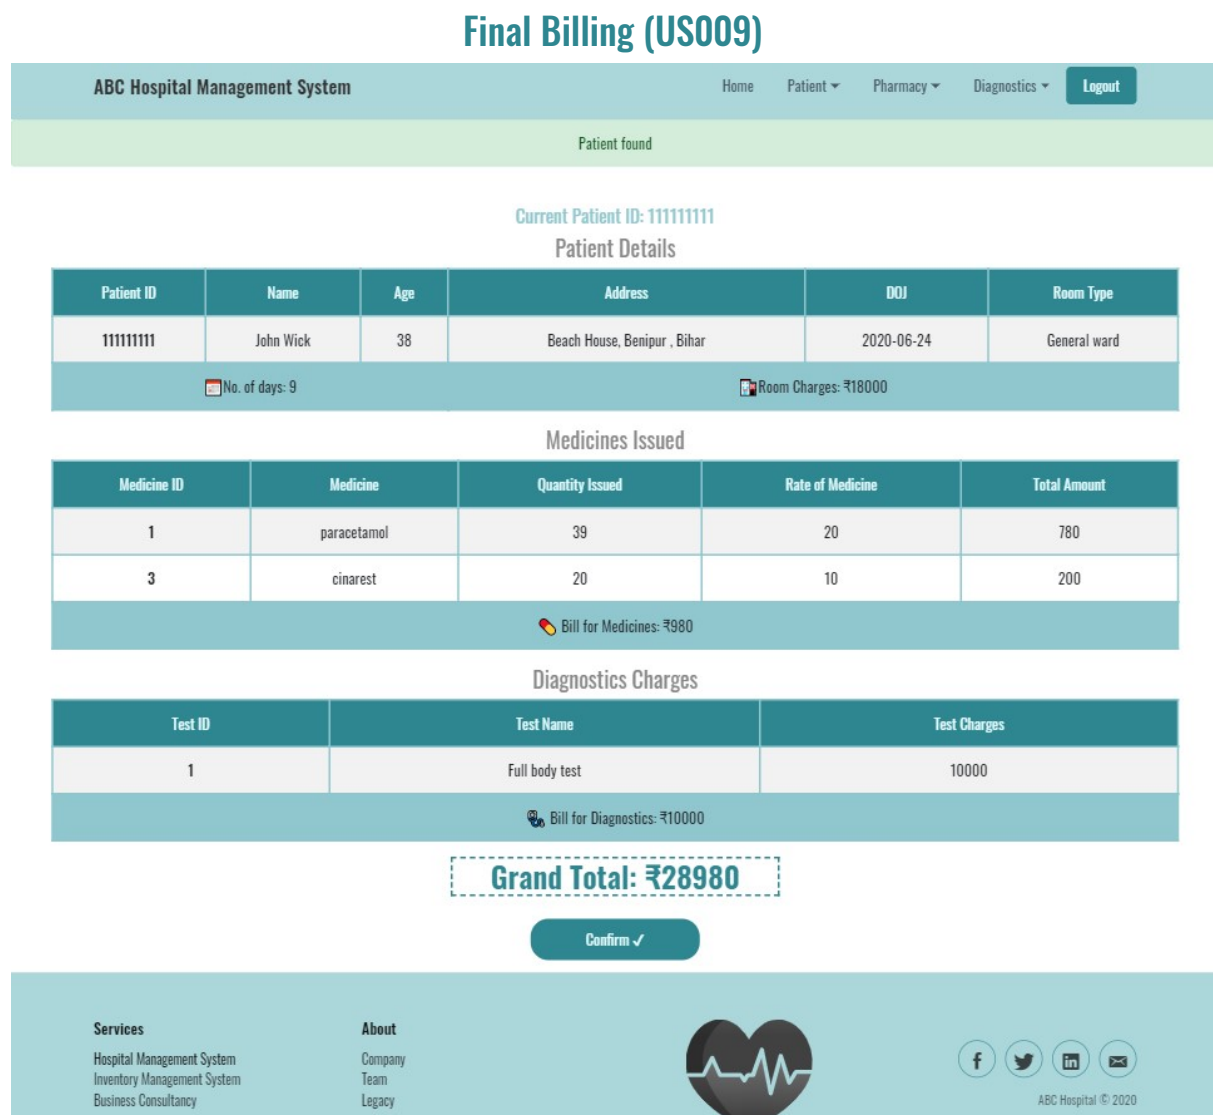 Final Billing (US009)
ABC Hospital Management System Home Patient Pharmacy Diagnostics Logout
Patient found
Current Patient ID: 111111111
Patient Details
Patient ID Name Age Address DOJ Room Type
111111111 John Wick 38 Beach House, Benipur , Bihar 2020-06-24 General ward
No. of days: 9 Room Charges: ₹18000
Medicines Issued
Medicine ID Medicine Quantity Issued Rate of Medicine Total Amount
1 paracetamol 39 20 780
3 cinarest 20 10 200
Bill for Medicines: ₹980
Diagnostics Charges
Test ID Test Name Test Charges
1 Full body test 10000
Bill for Diagnostics: ₹10000
Grand Total: ₹28980
Confirm ✓
Services About
Hospital Management System Company
Inventory Management System Team
Business Consultancy Legacy
ABC Hospital © 2020